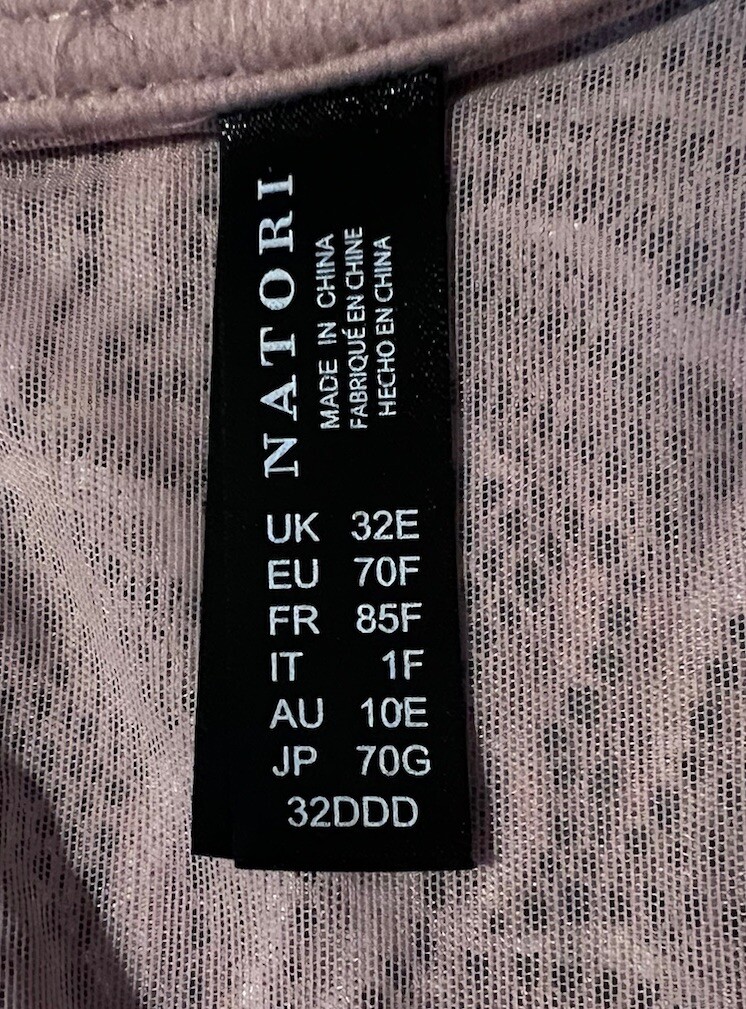 NATORI
MADE IN CHINA
FABRIQUÉ EN CHINE
HECHO EN CHINA
UK 32E
EU 70F
FR 85F
IT 1F
AU 10E
JP 70G
32DDD